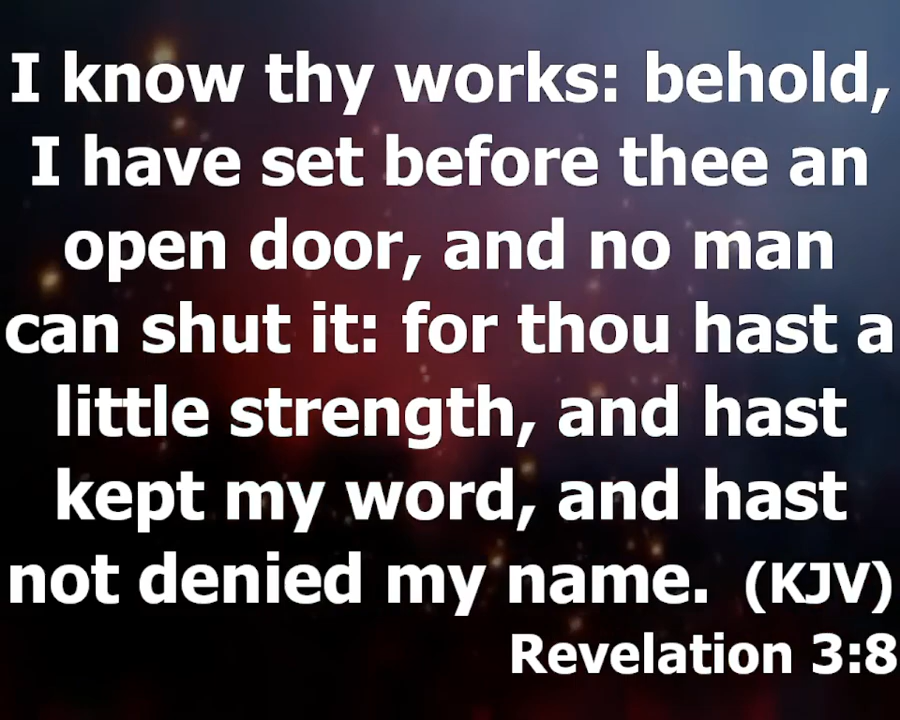 I know thy works: behold,
I have set before thee an
open door, and no man
can shut it: for thou hast a
little strength, and hast
kept my word, and hast
not denied my name. (KJV)
Revelation 3:8